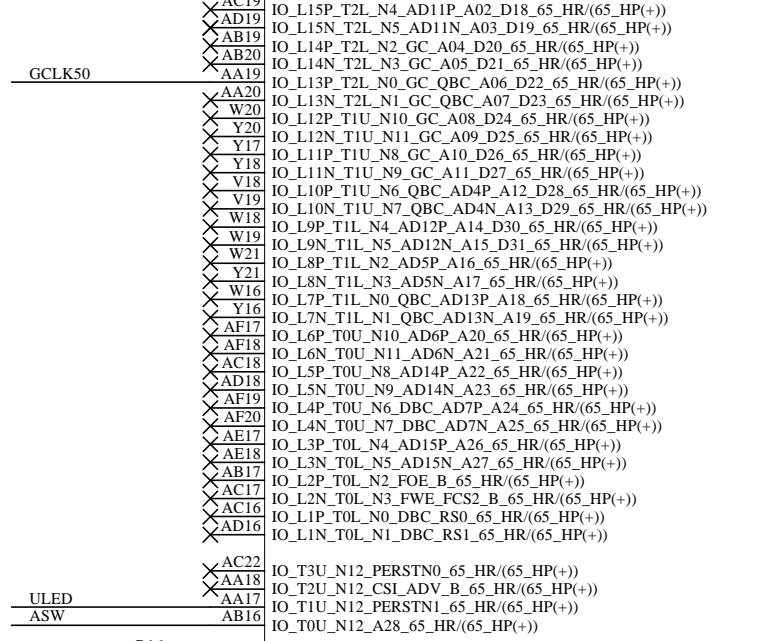 AC19 IO_L15P_T2L_N4_AD11P_A02_D18_65_HR/(65_HP(+))
AD19 IO_L15N_T2L_N5_AD11N_A03_D19_65_HR/(65_HP(+))
AB19 IO_L14P_T2L_N2_GC_A04_D20_65_HR/(65_HP(+))
AB20 IO_L14N_T2L_N3_GC_A05_D21_65_HR/(65_HP(+))
GCLK50 AA19 IO_L13P_T2L_N0_GC_QBC_A06_D22_65_HR/(65_HP(+))
AA20 IO_L13N_T2L_N1_GC_QBC_A07_D23_65_HR/(65_HP(+))
W20 IO_L12P_T1U_N10_GC_A08_D24_65_HR/(65_HP(+))
Y20 IO_L12N_T1U_N11_GC_A09_D25_65_HR/(65_HP(+))
Y17 IO_L11P_T1U_N8_GC_A10_D26_65_HR/(65_HP(+))
Y18 IO_L11N_T1U_N9_GC_A11_D27_65_HR/(65_HP(+))
V18 IO_L10P_T1U_N6_QBC_AD4P_A12_D28_65_HR/(65_HP(+))
V19 IO_L10N_T1U_N7_QBC_AD4N_A13_D29_65_HR/(65_HP(+))
W18 IO_L9P_T1L_N4_AD12P_A14_D30_65_HR/(65_HP(+))
W19 IO_L9N_T1L_N5_AD12N_A15_D31_65_HR/(65_HP(+))
W21 IO_L8P_T1L_N2_AD5P_A16_65_HR/(65_HP(+))
Y21 IO_L8N_T1L_N3_AD5N_A17_65_HR/(65_HP(+))
W16 IO_L7P_T1L_N0_QBC_AD13P_A18_65_HR/(65_HP(+))
Y16 IO_L7N_T1L_N1_QBC_AD13N_A19_65_HR/(65_HP(+))
AF17 IO_L6P_T0U_N10_AD6P_A20_65_HR/(65_HP(+))
AF18 IO_L6N_T0U_N11_AD6N_A21_65_HR/(65_HP(+))
AC18 IO_L5P_T0U_N8_AD14P_A22_65_HR/(65_HP(+))
AD18 IO_L5N_T0U_N9_AD14N_A23_65_HR/(65_HP(+))
AF19 IO_L4P_T0U_N6_DBC_AD7P_A24_65_HR/(65_HP(+))
AF20 IO_L4N_T0U_N7_DBC_AD7N_A25_65_HR/(65_HP(+))
AE17 IO_L3P_T0L_N4_AD15P_A26_65_HR/(65_HP(+))
AE18 IO_L3N_T0L_N5_AD15N_A27_65_HR/(65_HP(+))
AB17 IO_L2P_T0L_N2_FOE_B_65_HR/(65_HP(+))
AC17 IO_L2N_T0L_N3_FWE_FCS2_B_65_HR/(65_HP(+))
AC16 IO_L1P_T0L_N0_DBC_RS0_65_HR/(65_HP(+))
AD16 IO_L1N_T0L_N1_DBC_RS1_65_HR/(65_HP(+))
AC22 IO_T3U_N12_PERSTN0_65_HR/(65_HP(+))
AA18 IO_T2U_N12_CSI_ADV_B_65_HR/(65_HP(+))
ULED AA17 IO_T1U_N12_PERSTN1_65_HR/(65_HP(+))
ASW AB16 IO_T0U_N12_A28_65_HR/(65_HP(+))